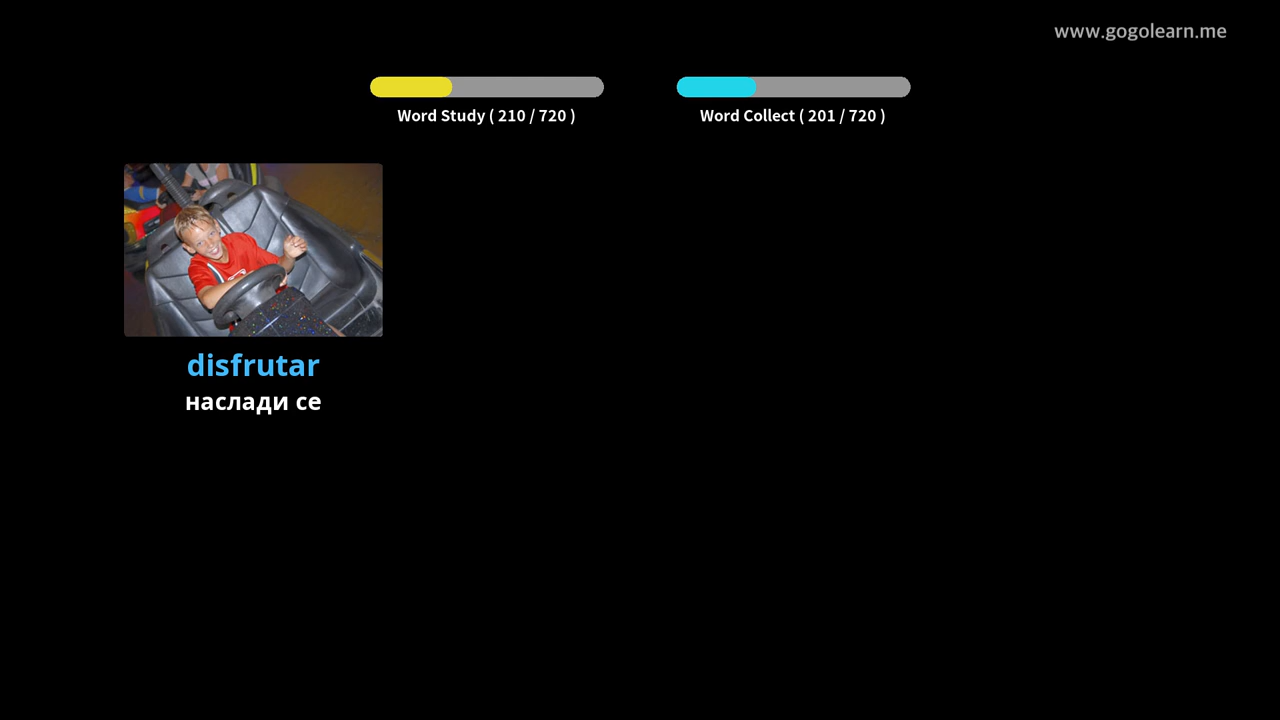 www.gogolearn.me
Word Study ( 210 / 720 )
Word Collect ( 201 / 720 )
disfrutar
наслади се